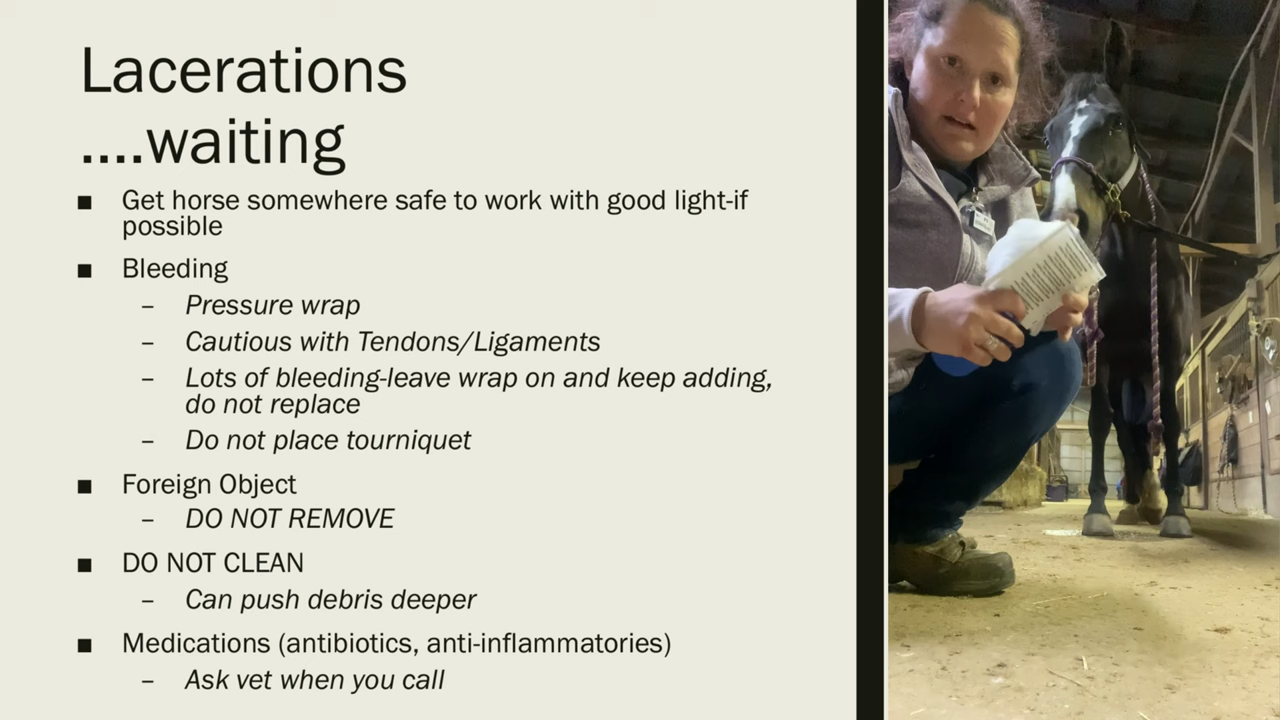 Lacerations
....waiting
■ Get horse somewhere safe to work with good light-if
possible
■ Bleeding
– Pressure wrap
– Cautious with Tendons/Ligaments
– Lots of bleeding-leave wrap on and keep adding,
do not replace
– Do not place tourniquet
■ Foreign Object
– DO NOT REMOVE
■ DO NOT CLEAN
– Can push debris deeper
■ Medications (antibiotics, anti-inflammatories)
– Ask vet when you call